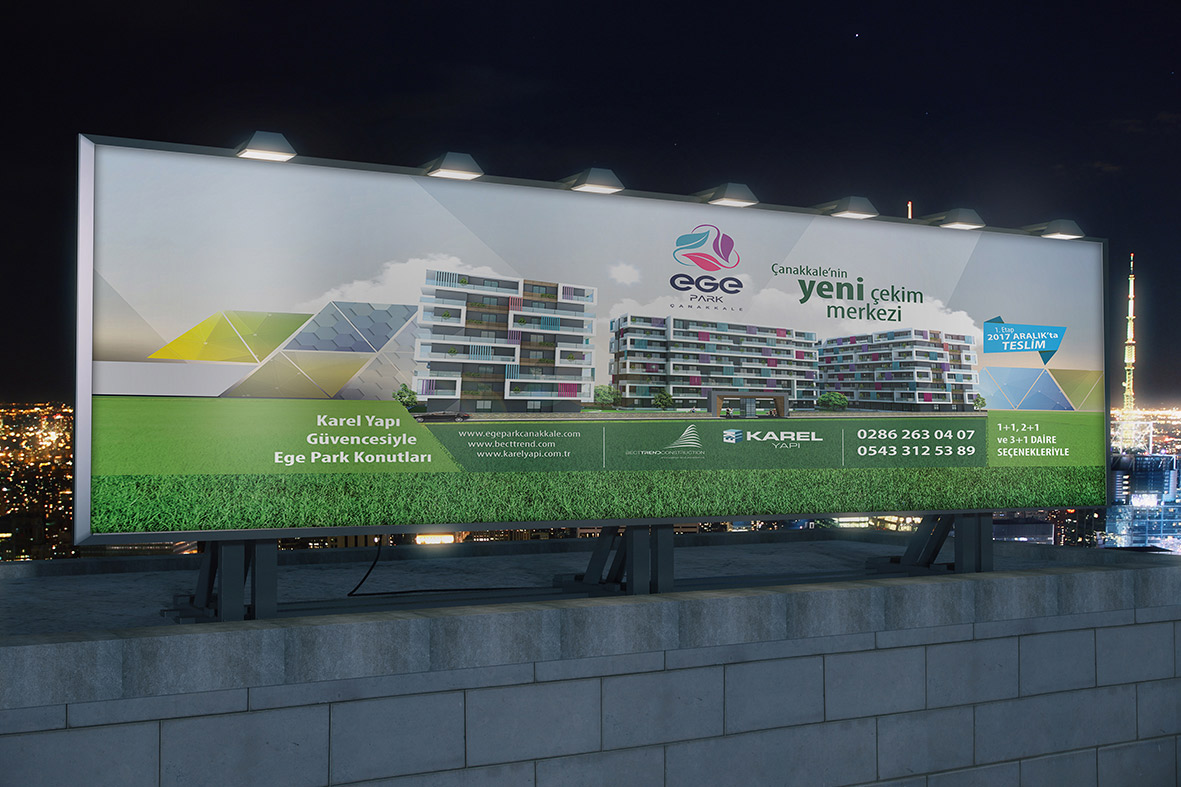 EGE
PARK
ÇANAKKALE
Çanakkale'nin
yeni çekim
merkezi
1. Etap
2017 ARALIK'ta
TESLİM
Karel Yapı
Güvencesiyle
Ege Park Konutları
www.egeparkcanakkale.com
www.becttrend.com
www.karelyapi.com.tr
BECTTRENDCONSTRUCTION
KAREL
YAPI
0286 263 04 07
0543 312 53 89
1+1, 2+1
ve 3+1 DAİRE
SEÇENEKLERİYLE